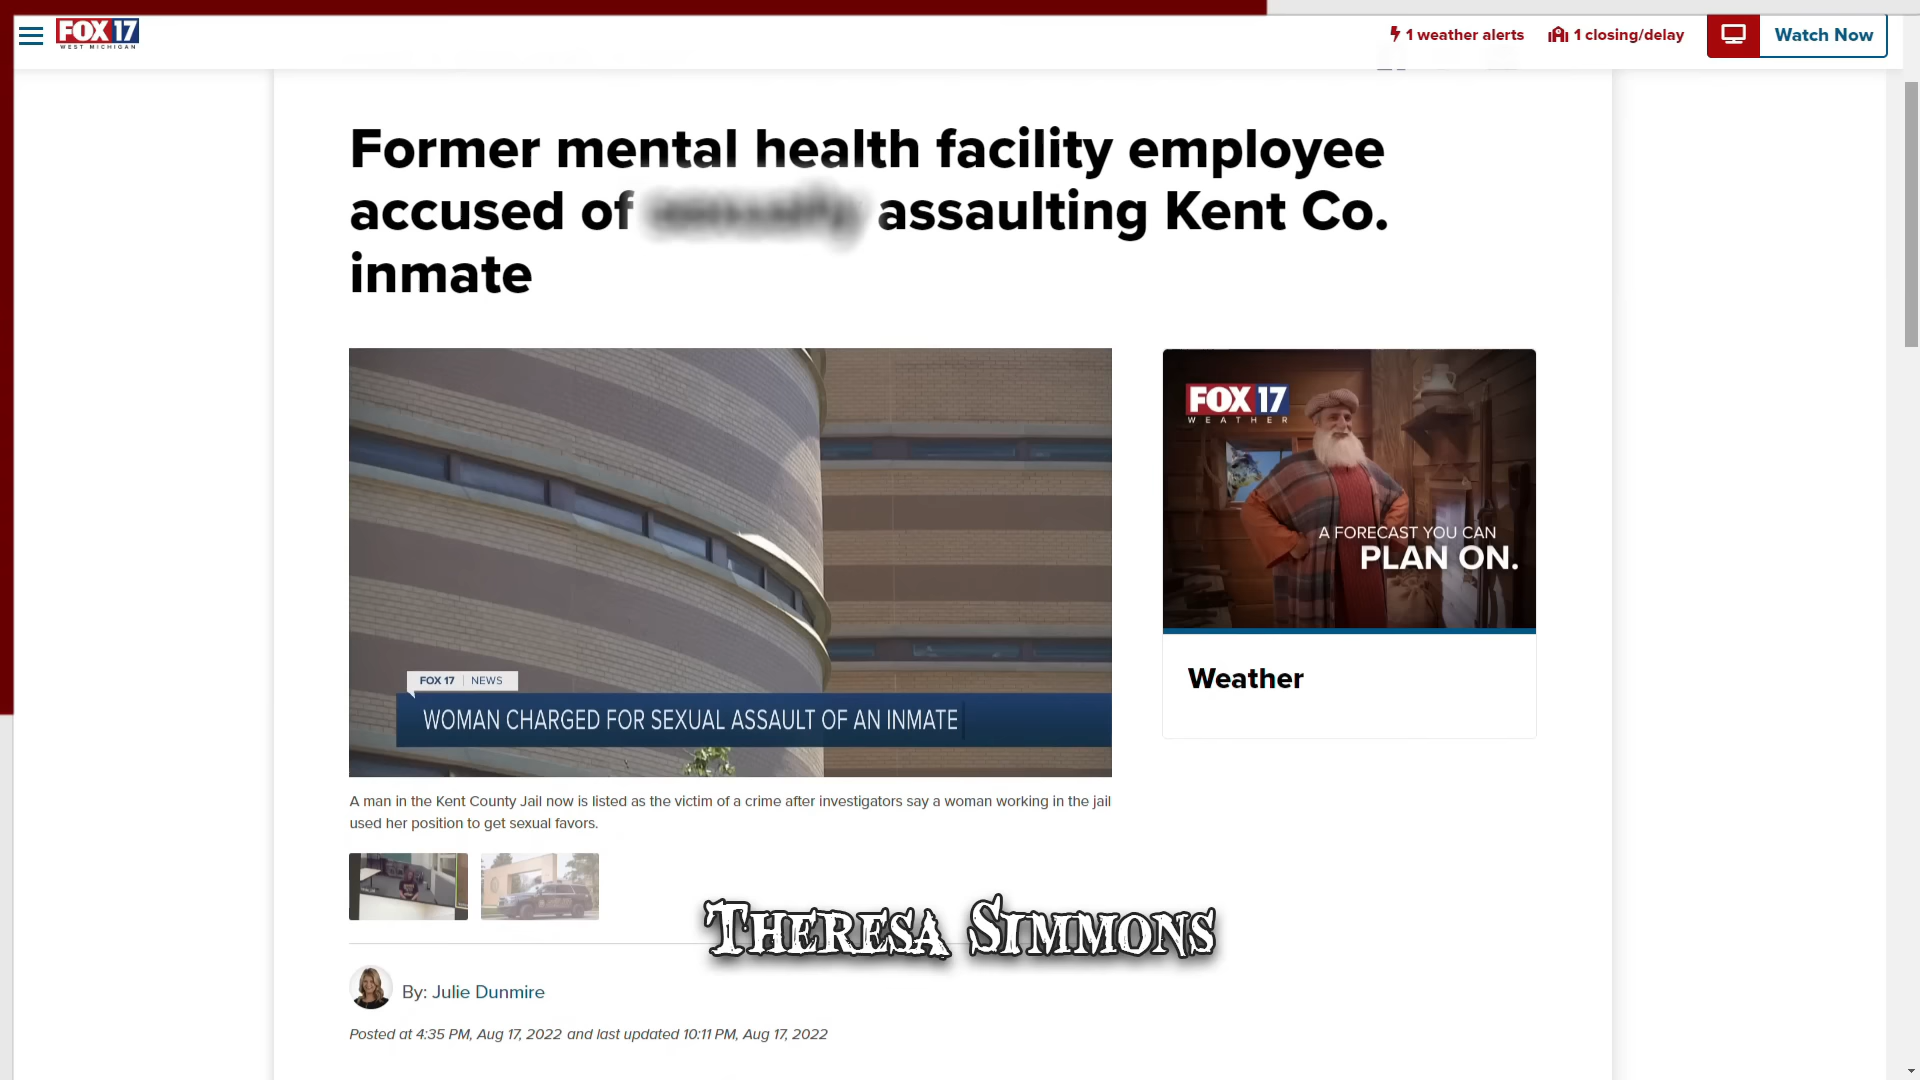 FOX 17
WEST MICHIGAN
1 weather alerts
1 closing/delay
Watch Now
Former mental health facility employee
accused of assaulting Kent Co.
inmate
FOX 17 NEWS
WOMAN CHARGED FOR SEXUAL ASSAULT OF AN INMATE
FOX 17
WEATHER
A FORECAST YOU CAN
PLAN ON.
Weather
A man in the Kent County Jail now is listed as the victim of a crime after investigators say a woman working in the jail
used her position to get sexual favors.
Theresa Simmons
By: Julie Dunmire
Posted at 4:35 PM, Aug 17, 2022 and last updated 10:11 PM, Aug 17, 2022